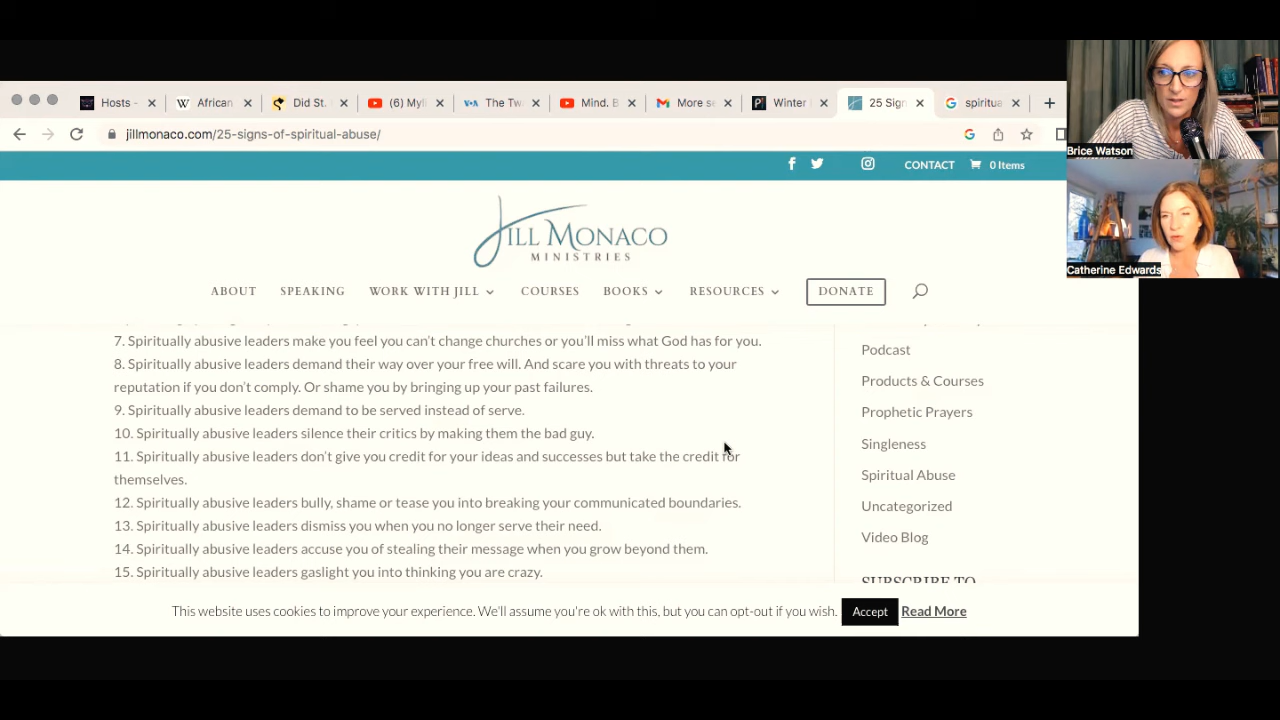 Hosts -
African
Did St.
(6) Myl
The Tw
Mind. B
More se
Winter
25 Sign
spiritua
jillmonaco.com/25-signs-of-spiritual-abuse/
CONTACT
0 Items
Brice Watson
Catherine Edwards
JILL MONACO
MINISTRIES
ABOUT
SPEAKING
WORK WITH JILL
COURSES
BOOKS
RESOURCES
DONATE
7. Spiritually abusive leaders make you feel you can't change churches or you'll miss what God has for you.
8. Spiritually abusive leaders demand their way over your free will. And scare you with threats to your
reputation if you don't comply. Or shame you by bringing up your past failures.
9. Spiritually abusive leaders demand to be served instead of serve.
10. Spiritually abusive leaders silence their critics by making them the bad guy.
11. Spiritually abusive leaders don't give you credit for your ideas and successes but take the credit for
themselves.
12. Spiritually abusive leaders bully, shame or tease you into breaking your communicated boundaries.
13. Spiritually abusive leaders dismiss you when you no longer serve their need.
14. Spiritually abusive leaders accuse you of stealing their message when you grow beyond them.
15. Spiritually abusive leaders gaslight you into thinking you are crazy.
Podcast
Products & Courses
Prophetic Prayers
Singleness
Spiritual Abuse
Uncategorized
Video Blog
SUBSCRIBE TO
This website uses cookies to improve your experience. We'll assume you're ok with this, but you can opt-out if you wish.
Accept
Read More